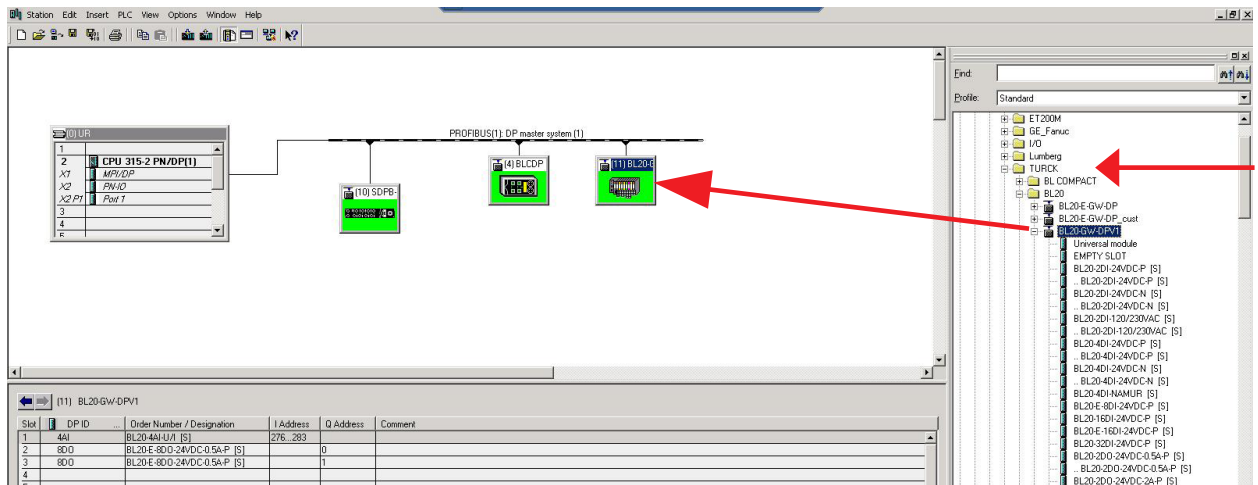 Station Edit Insert PLC View Options Window Help
Find:
Profile: Standard
(0) UR
1
2 CPU 315-2 PN/DP(1)
X1 MPI/DP
X2 PN-IO
X2 P1 Port 1
3
4
5
PROFIBUS(1): DP master system (1)
(10) SDPB-
(4) BLCDP
(11) BL20-G
ET200M
GE_Fanuc
I/O
Lumberg
TURCK
BL COMPACT
BL20
BL20-E-GW-DP
BL20-E-GW-DP_cust
BL20-GW-DPV1
Universal module
EMPTY SLOT
BL20-2DI-24VDC-P [S]
.. BL20-2DI-24VDC-P [S]
BL20-2DI-24VDC-N [S]
.. BL20-2DI-24VDC-N [S]
BL20-2DI-120/230VAC [S]
.. BL20-2DI-120/230VAC [S]
BL20-4DI-24VDC-P [S]
.. BL20-4DI-24VDC-P [S]
BL20-4DI-24VDC-N [S]
.. BL20-4DI-24VDC-N [S]
BL20-4DI-NAMUR [S]
BL20-E-8DI-24VDC-P [S]
BL20-16DI-24VDC-P [S]
BL20-E-16DI-24VDC-P [S]
BL20-32DI-24VDC-P [S]
BL20-2DO-24VDC-0.5A-P [S]
.. BL20-2DO-24VDC-0.5A-P [S]
BL20-2DO-24VDC-2A-P [S]
(11) BL20-GW-DPV1
Slot DP ID ... Order Number / Designation I Address Q Address Comment
1 4AI BL20-4AI-U/I [S] 276...283
2 8DO BL20-E-8DO-24VDC-0.5A-P [S] 0
3 8DO BL20-E-8DO-24VDC-0.5A-P [S] 1
4